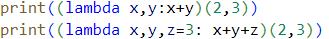 print((lambda x,y:x+y)(2,3))
print((lambda x,y,z=3: x+y+z)(2,3))